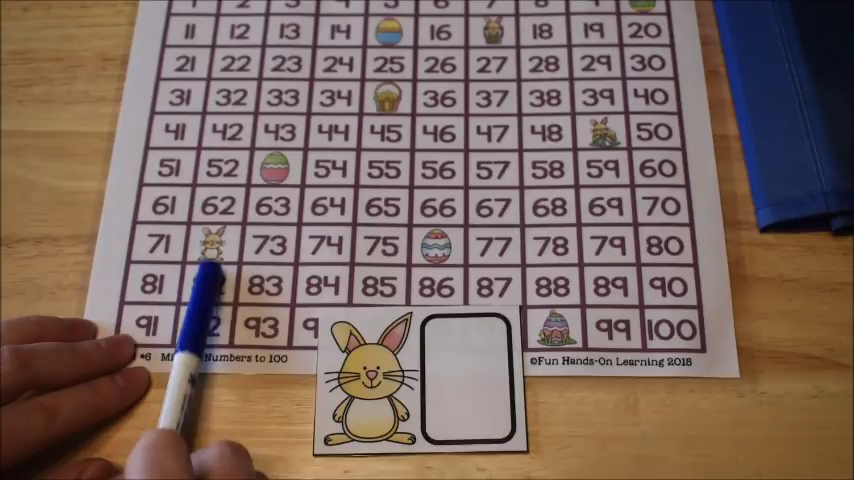 11 12 13 14 16 18 19 20
21 22 23 24 25 26 27 28 29 30
31 32 33 34 36 37 38 39 40
41 42 43 44 45 46 47 48 50
51 52 54 55 56 57 58 59 60
61 62 63 64 65 66 67 68 69 70
71 73 74 75 77 78 79 80
81 83 84 85 86 87 88 89 90
91 93 99 100
#6 Numbers to 100 ©Fun Hands-On Learning 2018